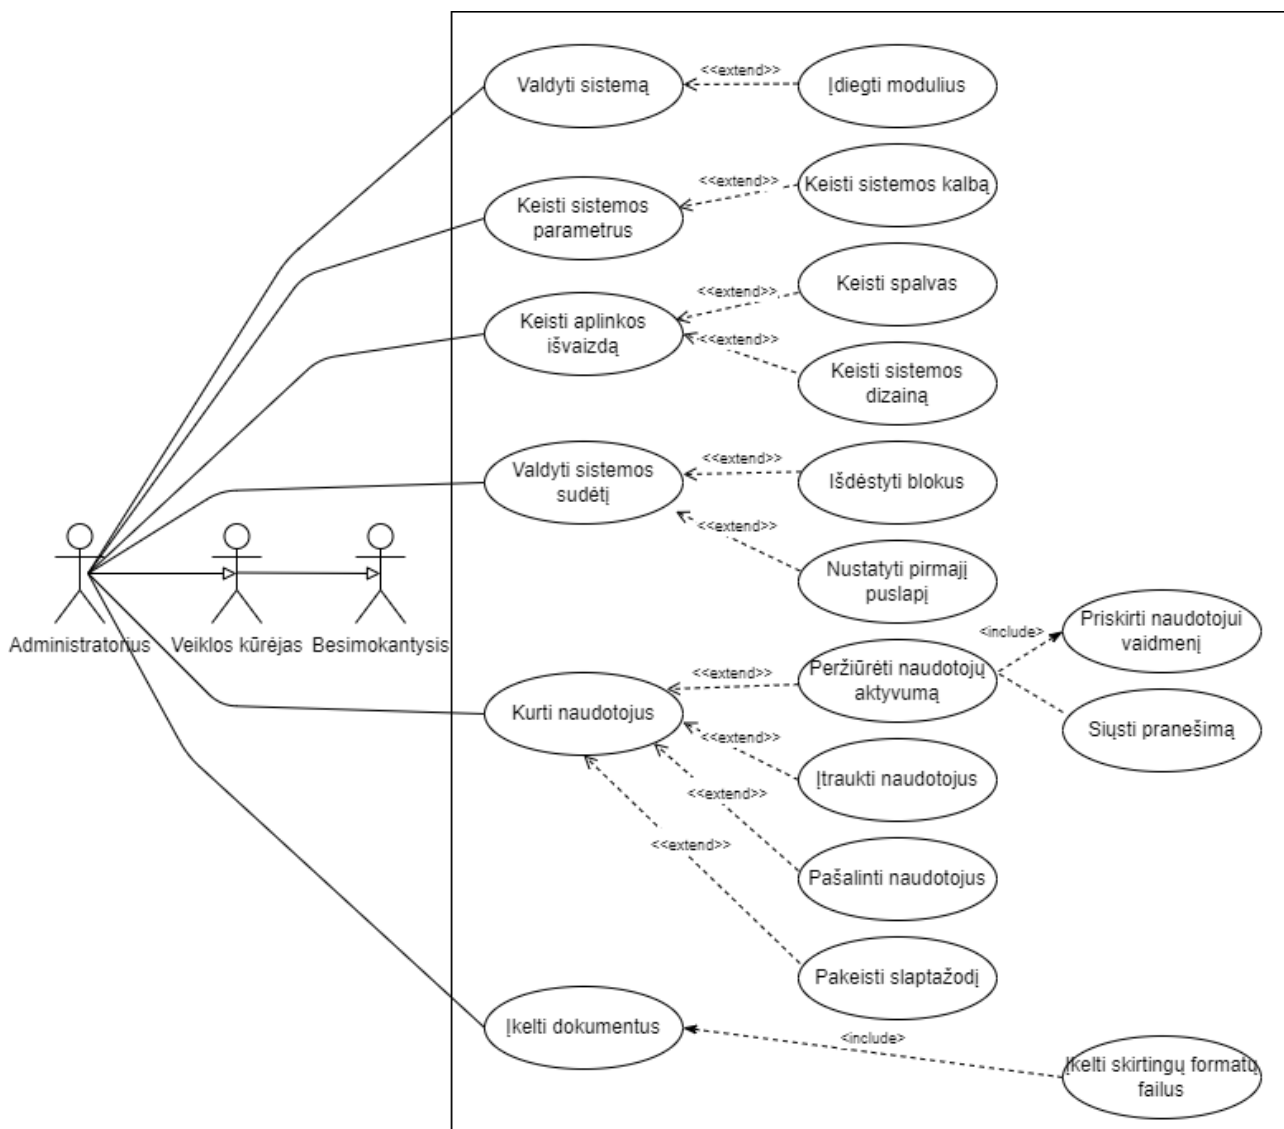 Valdyti sistemą
<<extend>>
Įdiegti modulius
Keisti sistemos
parametrus
<<extend>>
Keisti sistemos kalbą
Keisti aplinkos
išvaizdą
<<extend>>
Keisti spalvas
<<extend>>
Keisti sistemos
dizainą
Valdyti sistemos
sudėtį
<<extend>>
Išdėstyti blokus
<<extend>>
Nustatyti pirmajį
puslapį
Administratorius
Veiklos kūrėjas
Besimokantysis
Kurti naudotojus
<<extend>>
Peržiūrėti naudotojų
aktyvumą
<include>
Priskirti naudotojui
vaidmenį
Siųsti pranešimą
<<extend>>
Įtraukti naudotojus
<<extend>>
Pašalinti naudotojus
<<extend>>
Pakeisti slaptažodį
Įkelti dokumentus
<include>
Įkelti skirtingų formatų
failus